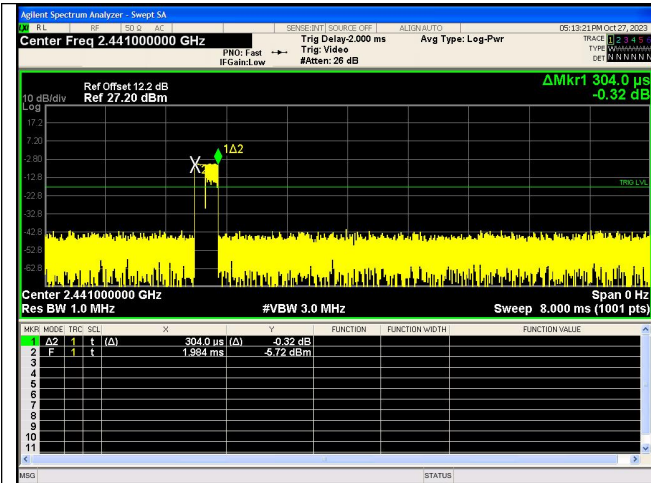 Agilent Spectrum Analyzer - Swept SA
RL RF 50 Ω AC SENSE:INT SOURCE OFF ALIGNAUTO 05:13:21 PM Oct 27, 2023
Center Freq 2.441000000 GHz
PNO: Fast
IFGain:Low
Trig Delay-2.000 ms
Trig: Video
#Atten: 26 dB
Avg Type: Log-Pwr
TRACE 1 2 3 4 5 6
TYPE
DET N N N N N N
ΔMkr1 304.0 µs
-0.32 dB
Ref Offset 12.2 dB
10 dB/div Ref 27.20 dBm
Log
17.2
7.20
-2.80
-12.8
-22.8
-32.8
-42.8
-52.8
-62.8
1Δ2
X2
TRIG LVL
Center 2.441000000 GHz Span 0 Hz
Res BW 1.0 MHz #VBW 3.0 MHz Sweep 8.000 ms (1001 pts)
MKR MODE TRC SCL X Y FUNCTION FUNCTION WIDTH FUNCTION VALUE
1 Δ2 1 t (Δ) 304.0 µs (Δ) -0.32 dB
2 F 1 t 1.984 ms -5.72 dBm
3
4
5
6
7
8
9
10
11
MSG STATUS